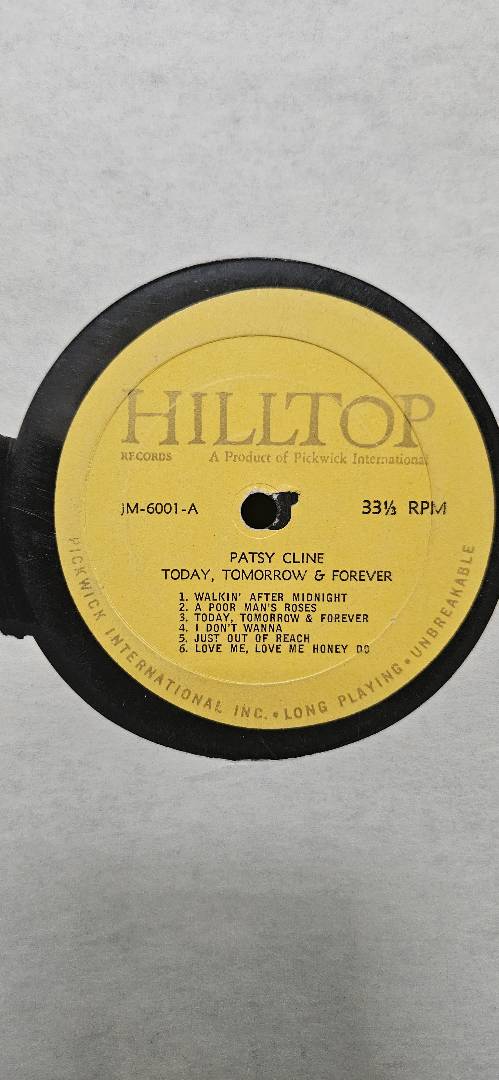 HILLTOP
RECORDS A Product of Pickwick International
JM-6001-A 33⅓ RPM
PATSY CLINE
TODAY, TOMORROW & FOREVER
1. WALKIN' AFTER MIDNIGHT
2. A POOR MAN'S ROSES
3. TODAY, TOMORROW & FOREVER
4. I DON'T WANNA
5. JUST OUT OF REACH
6. LOVE ME, LOVE ME HONEY DO
PICKWICK INTERNATIONAL INC. • LONG PLAYING • UNBREAKABLE